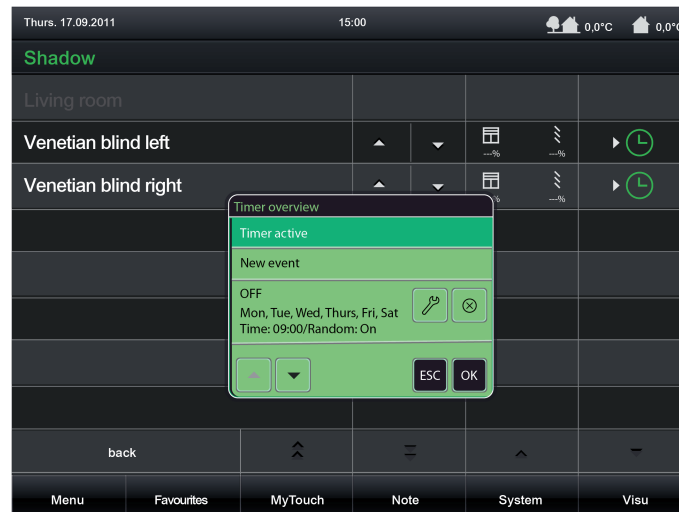 Thurs. 17.09.2011 15:00 0,0°C 0,0°
Shadow
Living room
Venetian blind left ---% ---%
Venetian blind right % ---%
Timer overview
Timer active
New event
OFF
Mon, Tue, Wed, Thurs, Fri, Sat
Time: 09:00/Random: On
ESC OK
back
Menu Favourites MyTouch Note System Visu